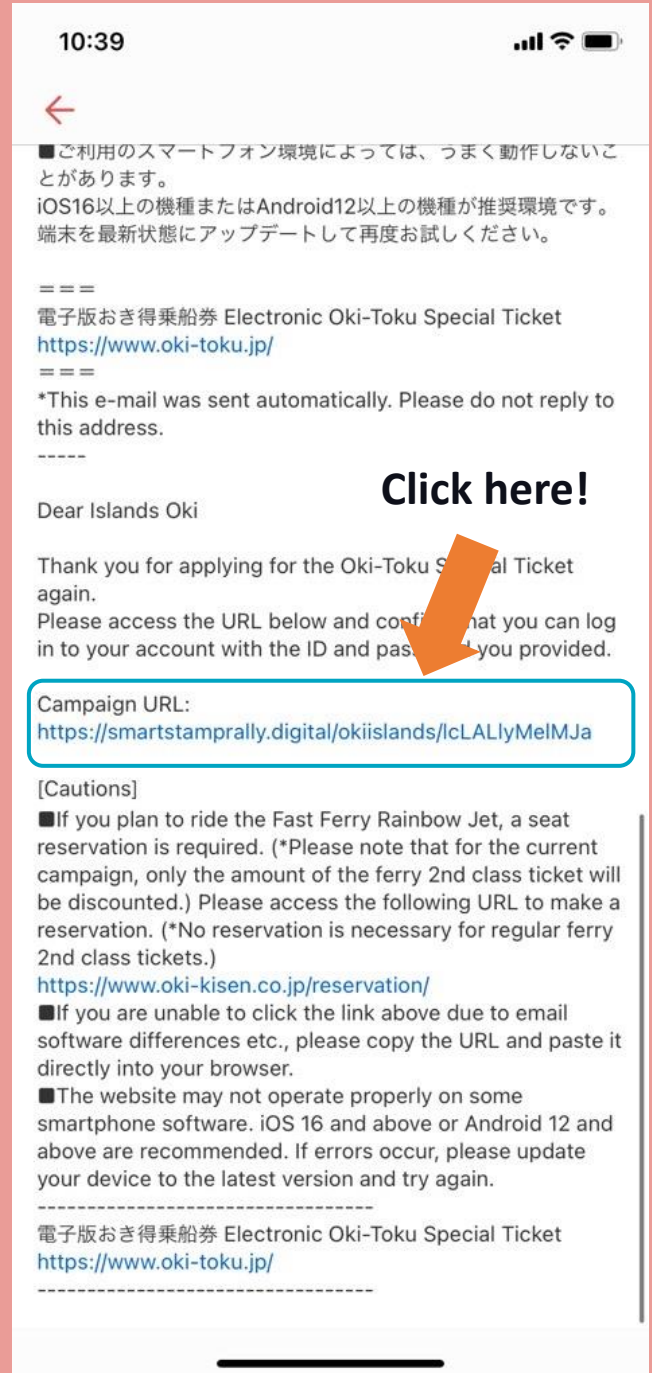 10:39
■ご利用のスマートフォン環境によっては、うまく動作しないこ
とがあります。
iOS16以上の機種またはAndroid12以上の機種が推奨環境です。
端末を最新状態にアップデートして再度お試しください。
＝＝＝
電子版おき得乗船券 Electronic Oki-Toku Special Ticket
https://www.oki-toku.jp/
＝＝＝
*This e-mail was sent automatically. Please do not reply to
this address.
-----
Click here!
Dear Islands Oki
Thank you for applying for the Oki-Toku S al Ticket
again.
Please access the URL below and confi hat you can log
in to your account with the ID and pas you provided.
Campaign URL:
https://smartstamprally.digital/okiislands/lcLALlyMelMJa
[Cautions]
■If you plan to ride the Fast Ferry Rainbow Jet, a seat
reservation is required. (*Please note that for the current
campaign, only the amount of the ferry 2nd class ticket will
be discounted.) Please access the following URL to make a
reservation. (*No reservation is necessary for regular ferry
2nd class tickets.)
https://www.oki-kisen.co.jp/reservation/
■If you are unable to click the link above due to email
software differences etc., please copy the URL and paste it
directly into your browser.
■The website may not operate properly on some
smartphone software. iOS 16 and above or Android 12 and
above are recommended. If errors occur, please update
your device to the latest version and try again.
----------------------------------
電子版おき得乗船券 Electronic Oki-Toku Special Ticket
https://www.oki-toku.jp/
----------------------------------